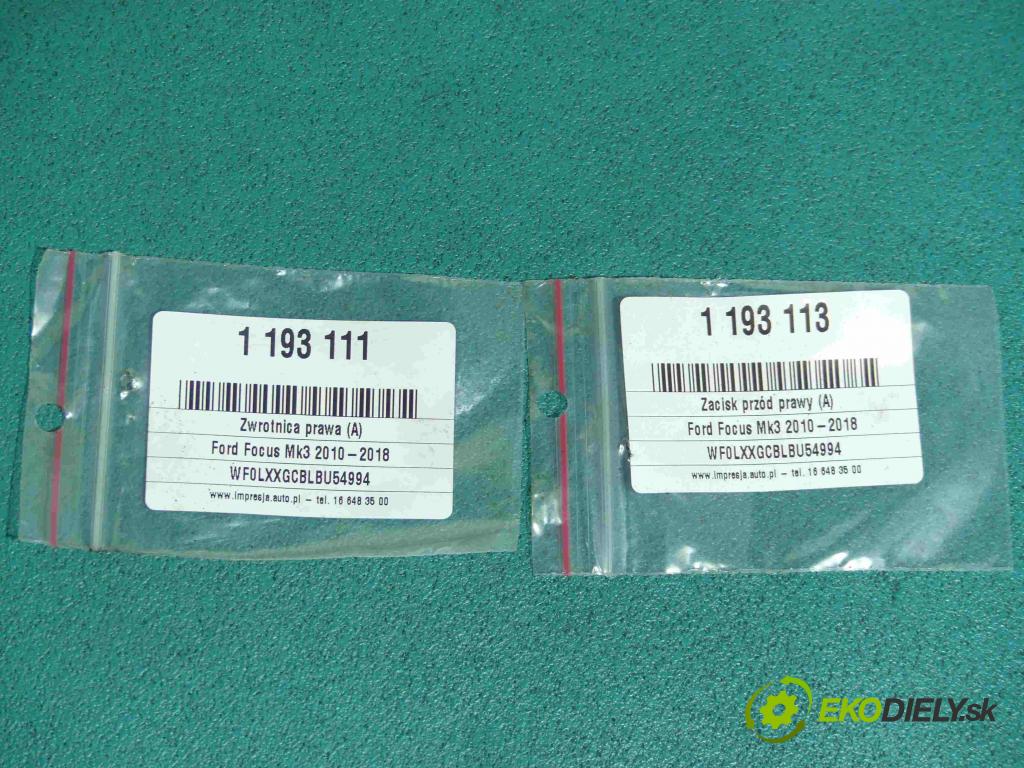 1 193 111
Zwrotnica prawa (A)
Ford Focus Mk3 2010-2018
WF0LXXGCBLBU54994
www.impresja.auto.pl - tel. 16 648 35 00
1 193 113
Zacisk przód prawy (A)
Ford Focus Mk3 2010-2018
WF0LXXGCBLBU54994
www.impresja.auto.pl - tel. 16 648 35 00
EKODIELY.sk